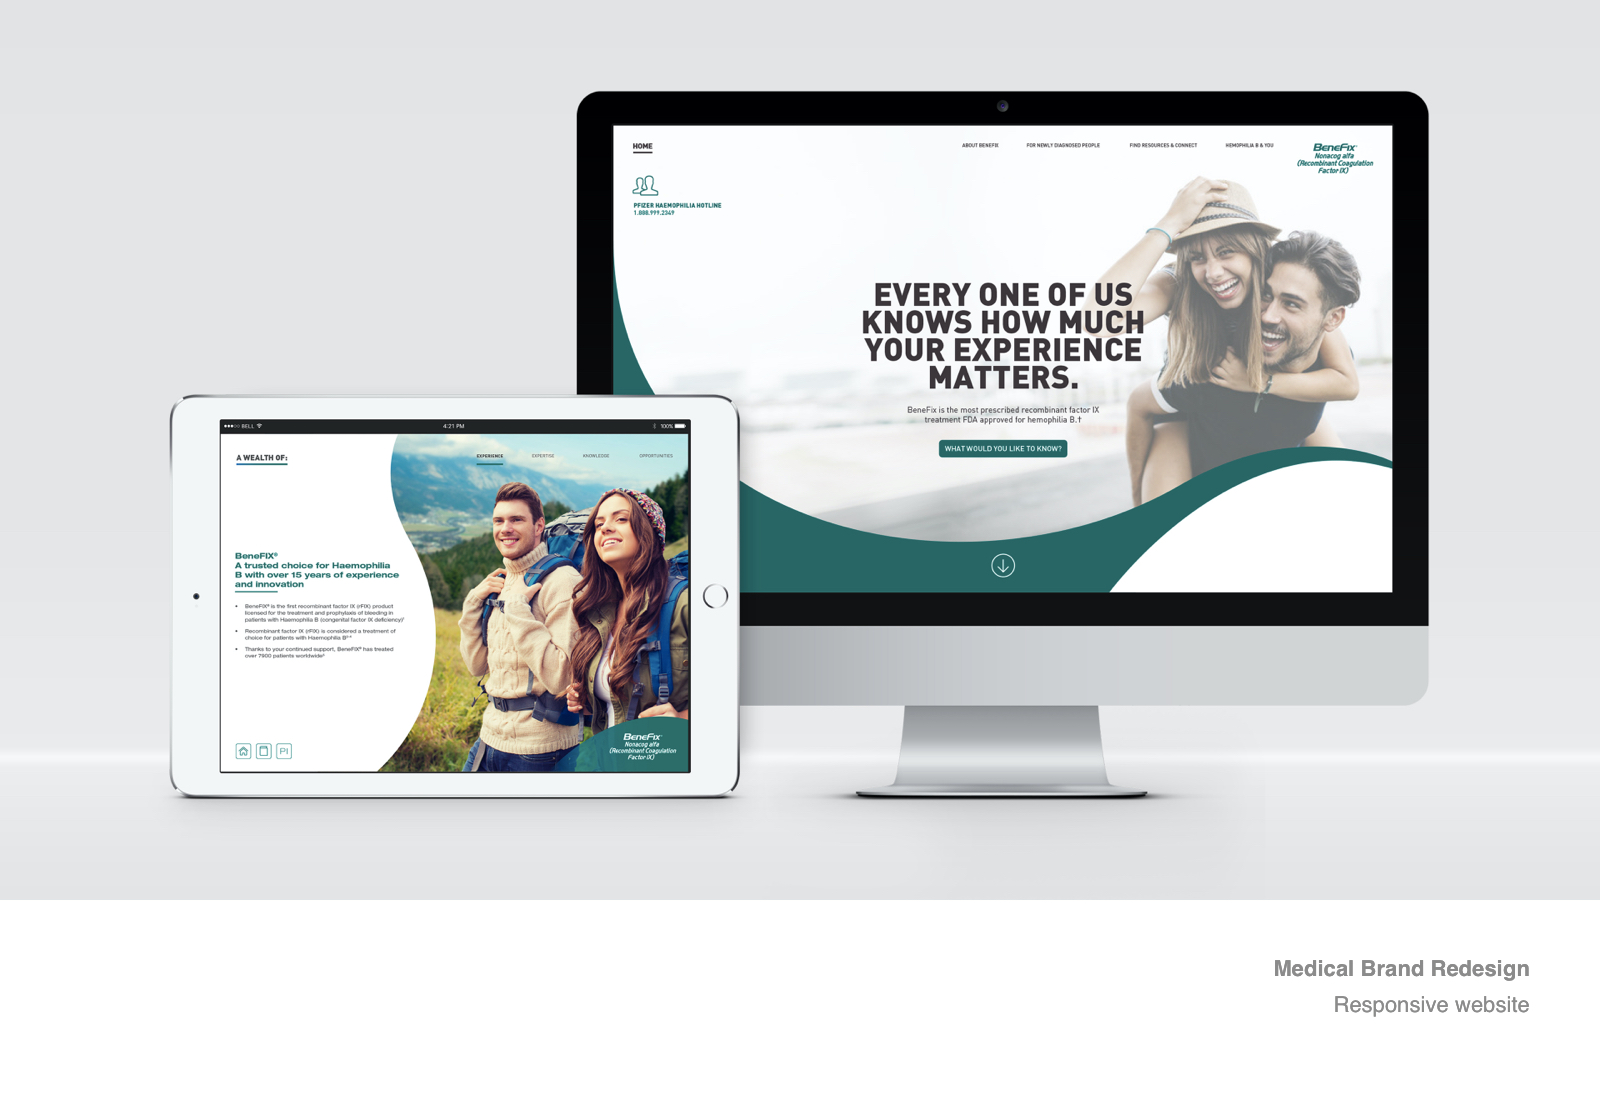 HOME
ABOUT BENEFIX
FOR NEWLY DIAGNOSED PEOPLE
FIND RESOURCES & CONNECT
HEMOPHILIA B & YOU
BeneFix®
Nonacog alfa
(Recombinant Coagulation
Factor IX)
PFIZER HAEMOPHILIA HOTLINE
1.888.999.2349
EVERY ONE OF US
KNOWS HOW MUCH
YOUR EXPERIENCE
MATTERS.
BeneFix is the most prescribed recombinant factor IX
treatment FDA approved for hemophilia B.†
WHAT WOULD YOU LIKE TO KNOW?
BELL
4:21 PM
100%
A WEALTH OF:
EXPERIENCE
EXPERTISE
KNOWLEDGE
OPPORTUNITIES
BeneFIX®
A trusted choice for Haemophilia
B with over 15 years of experience
and innovation
• BeneFIX® is the first recombinant factor IX (rFIX) product
licensed for the treatment and prophylaxis of bleeding in
patients with Haemophilia B (congenital factor IX deficiency)
• Recombinant factor IX (rFIX) is considered a treatment of
choice for patients with Haemophilia B
• Thanks to your continued support, BeneFIX® has treated
over 7900 patients worldwide
PI
BeneFix®
Nonacog alfa
(Recombinant Coagulation
Factor IX)
Medical Brand Redesign
Responsive website